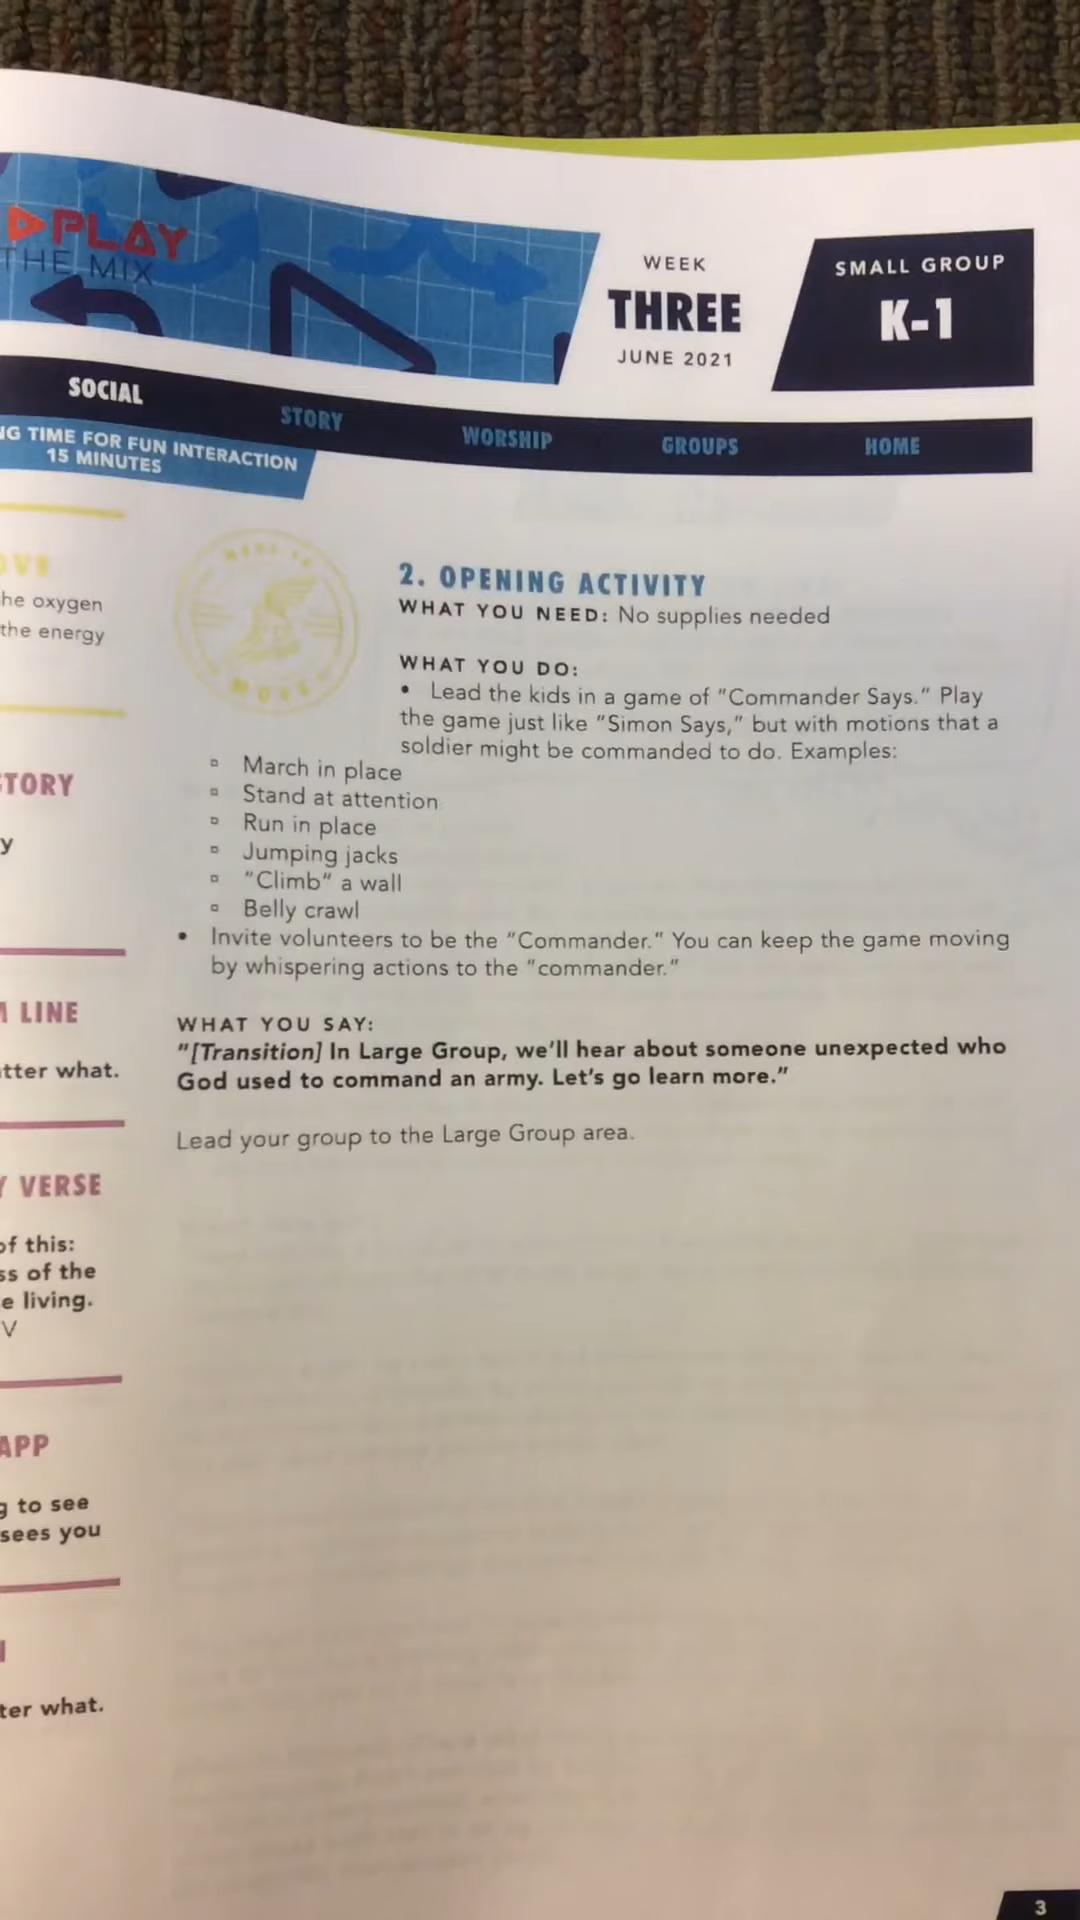 PLAY
THE MIX
WEEK
THREE
JUNE 2021
SMALL GROUP
K-1
SOCIAL
STORY
WORSHIP
GROUPS
HOME
TIME FOR FUN INTERACTION
15 MINUTES
he oxygen
the energy
MOVE
2. OPENING ACTIVITY
WHAT YOU NEED: No supplies needed
WHAT YOU DO:
• Lead the kids in a game of "Commander Says." Play
the game just like "Simon Says," but with motions that a
soldier might be commanded to do. Examples:
▫ March in place
▫ Stand at attention
▫ Run in place
▫ Jumping jacks
▫ "Climb" a wall
▫ Belly crawl
• Invite volunteers to be the "Commander." You can keep the game moving
by whispering actions to the "commander."
WHAT YOU SAY:
"[Transition] In Large Group, we'll hear about someone unexpected who
God used to command an army. Let's go learn more."
Lead your group to the Large Group area.
TORY
y
LINE
tter what.
VERSE
of this:
ss of the
e living.
V
APP
g to see
sees you
ter what.
3